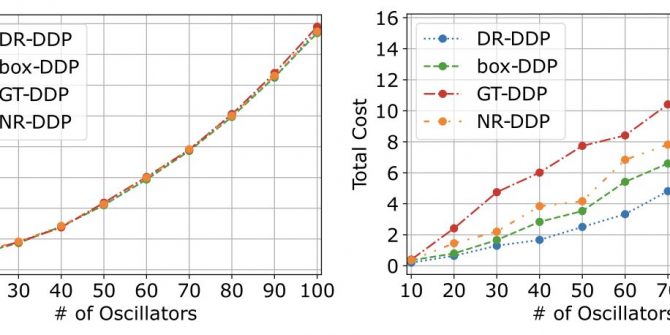 DR-DDP
box-DDP
GT-DDP
NR-DDP
30 40 50 60 70 80 90 100
# of Oscillators
Total Cost
16
14
12
10
8
6
4
2
0
DR-DDP
box-DDP
GT-DDP
NR-DDP
10 20 30 40 50 60 70
# of Oscillators